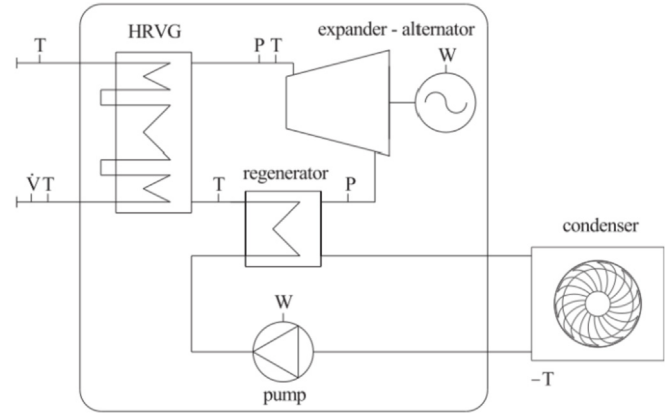 HRVG
expander - alternator
T
P T
W
V̇ T
T
regenerator
P
condenser
W
pump
–T